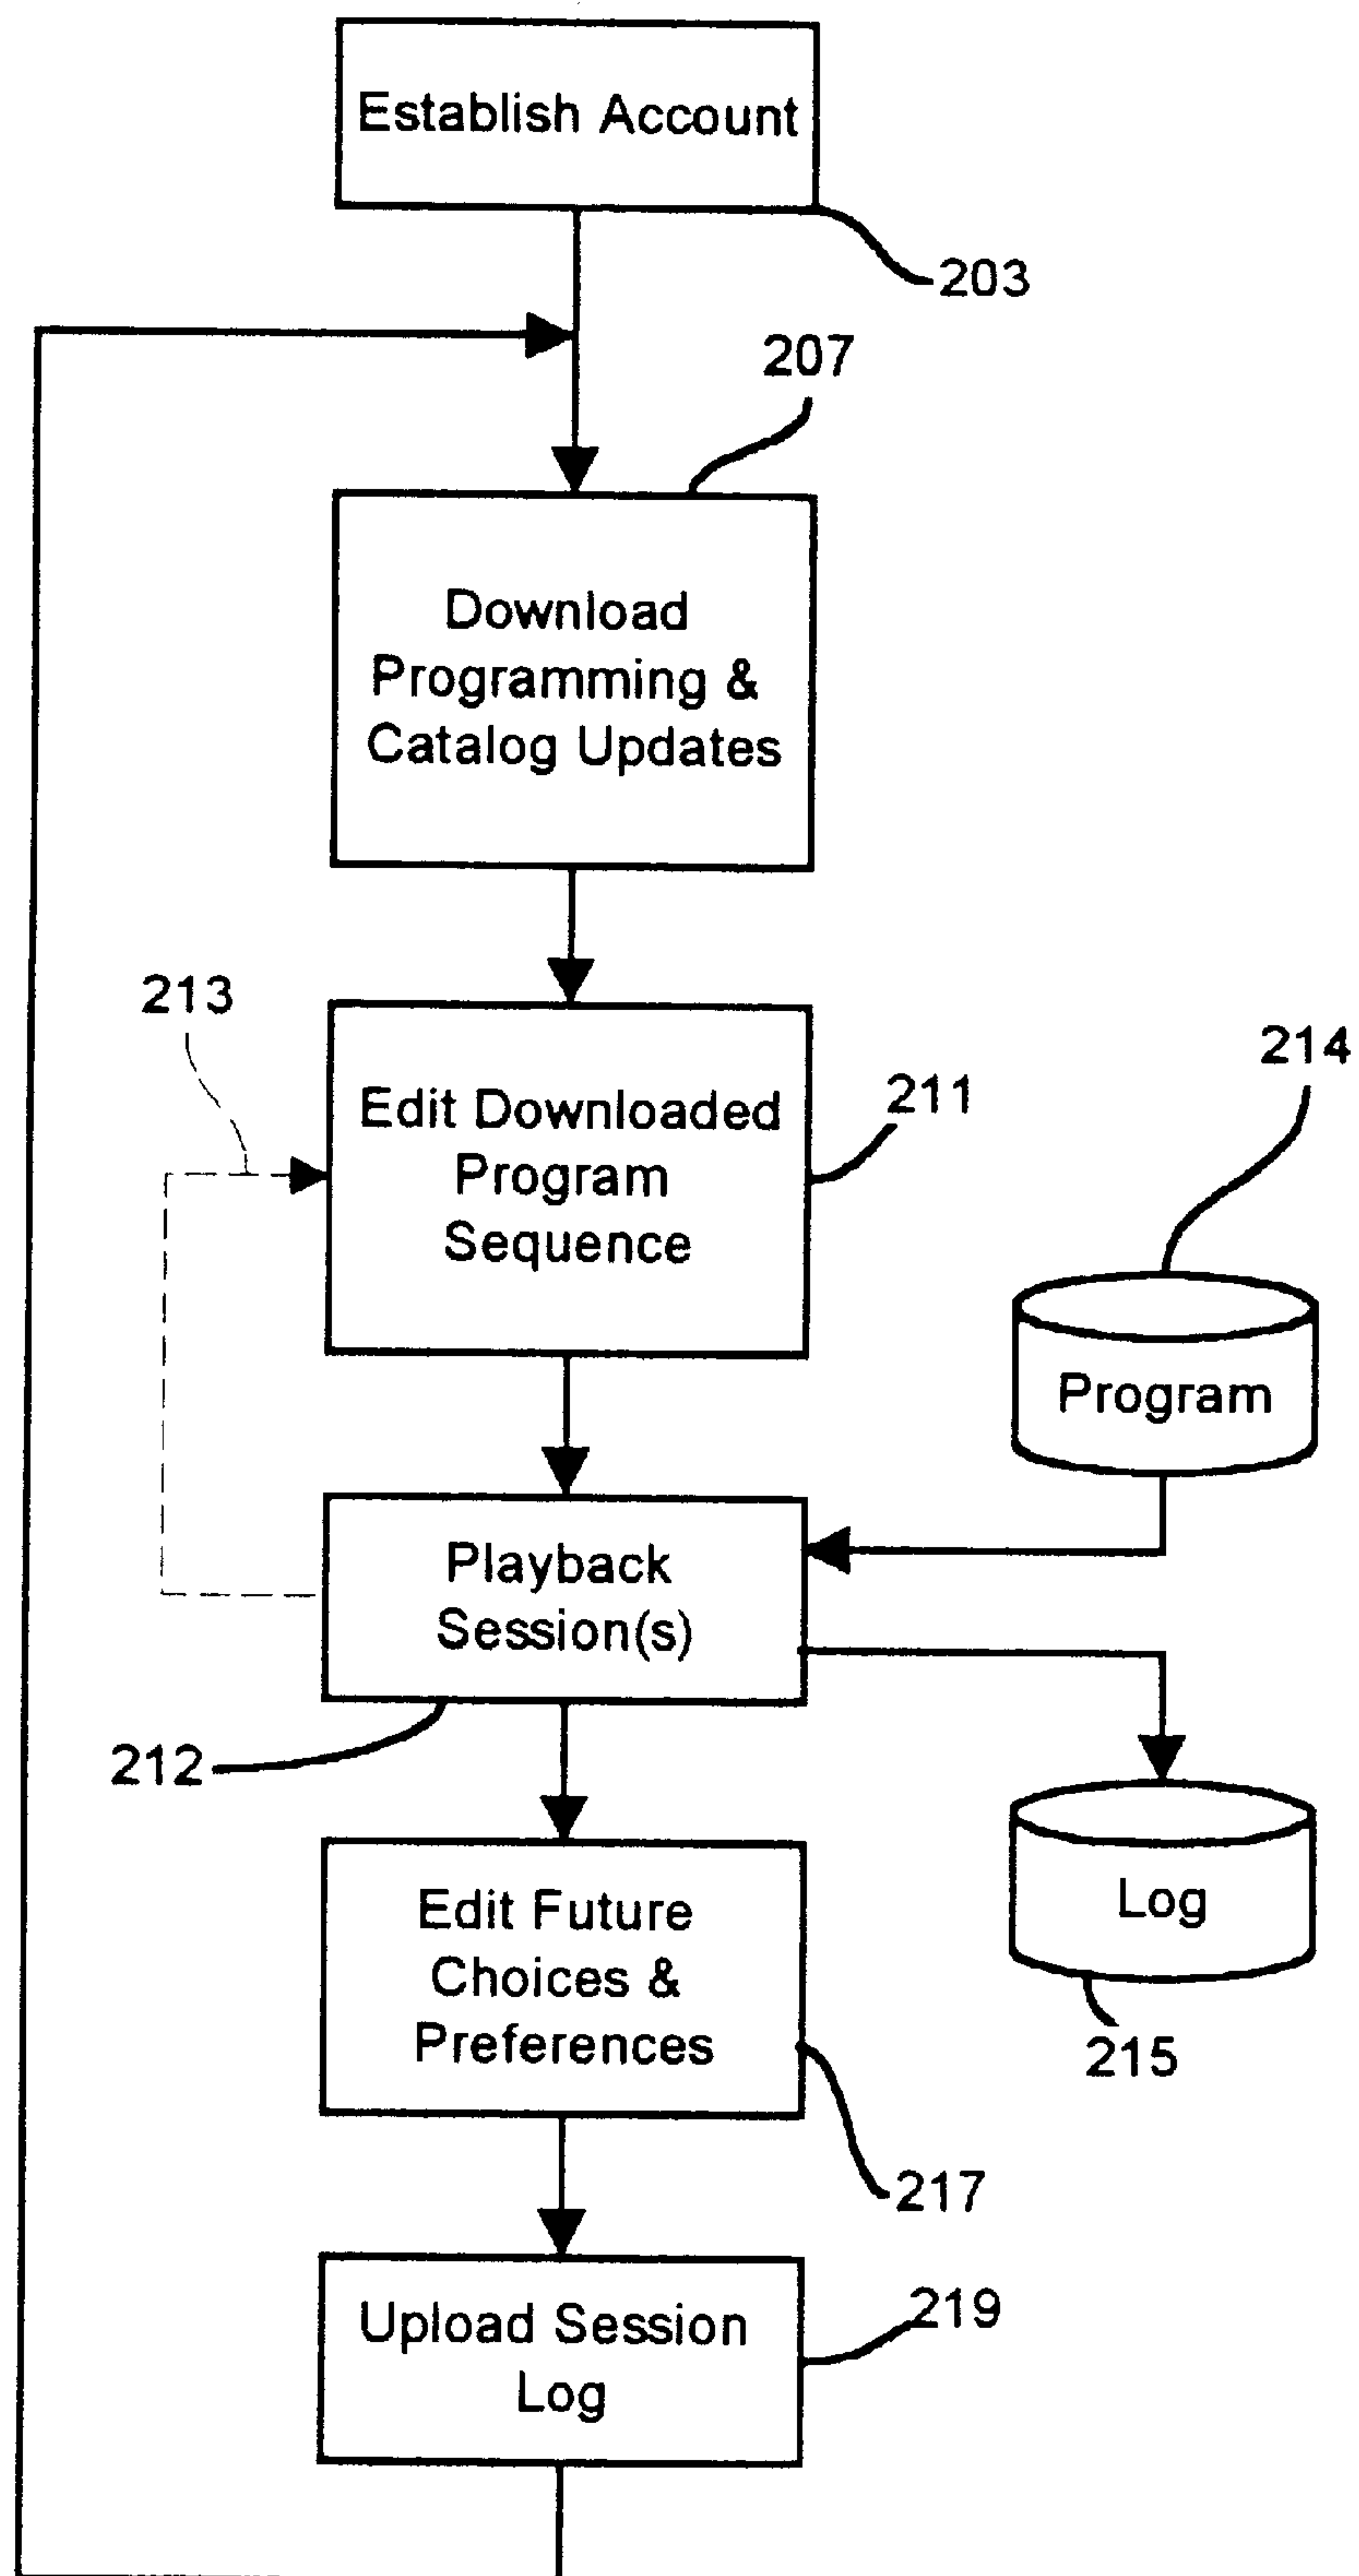 Establish Account
203
207
Download
Programming &
Catalog Updates
213
214
Edit Downloaded
Program
Sequence
211
Program
Playback
Session(s)
212
Log
Edit Future
Choices &
Preferences
215
217
Upload Session
Log
219